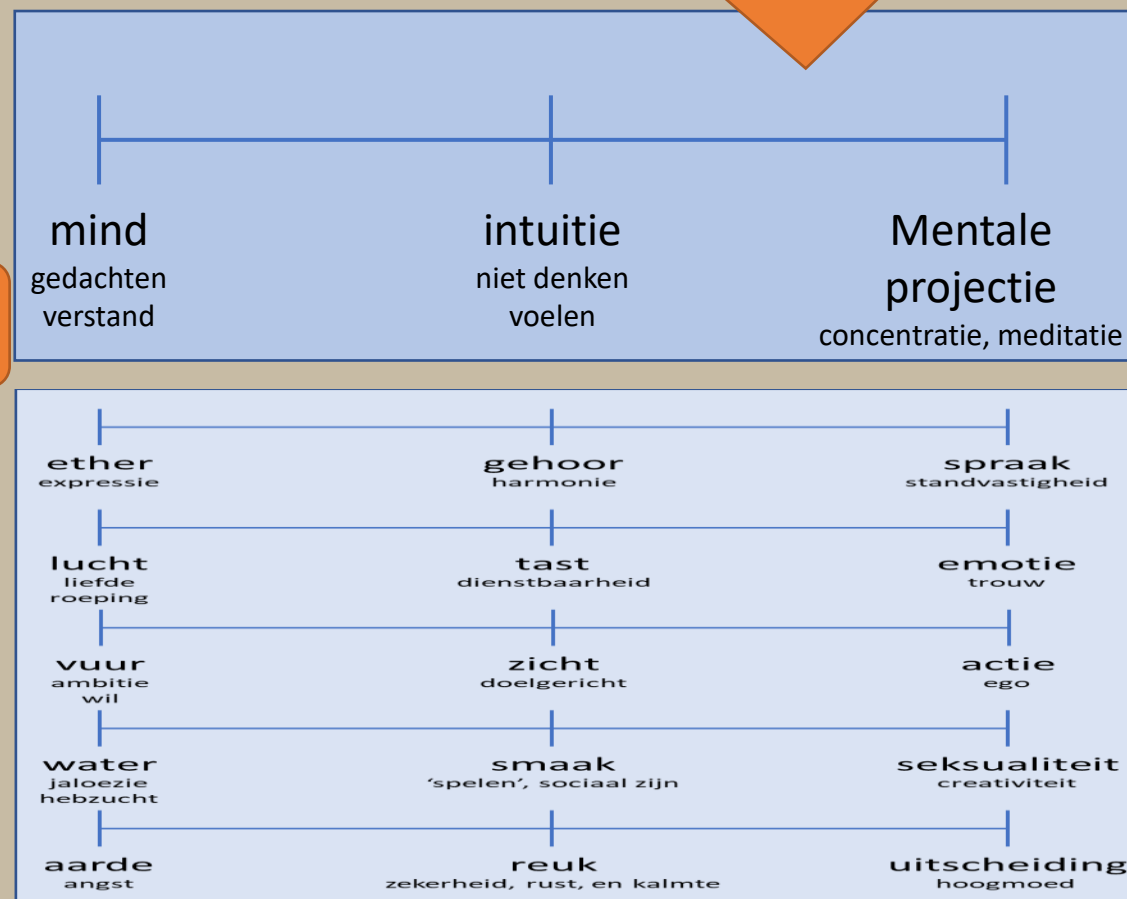 mind
gedachten
verstand
intuitie
niet denken
voelen
Mentale
projectie
concentratie, meditatie
ether
expressie
gehoor
harmonie
spraak
standvastigheid
lucht
liefde
roeping
tast
dienstbaarheid
emotie
trouw
vuur
ambitie
wil
zicht
doelgericht
actie
ego
water
jaloezie
hebzucht
smaak
‘spelen’, sociaal zijn
seksualiteit
creativiteit
aarde
angst
reuk
zekerheid, rust, en kalmte
uitscheiding
hoogmoed